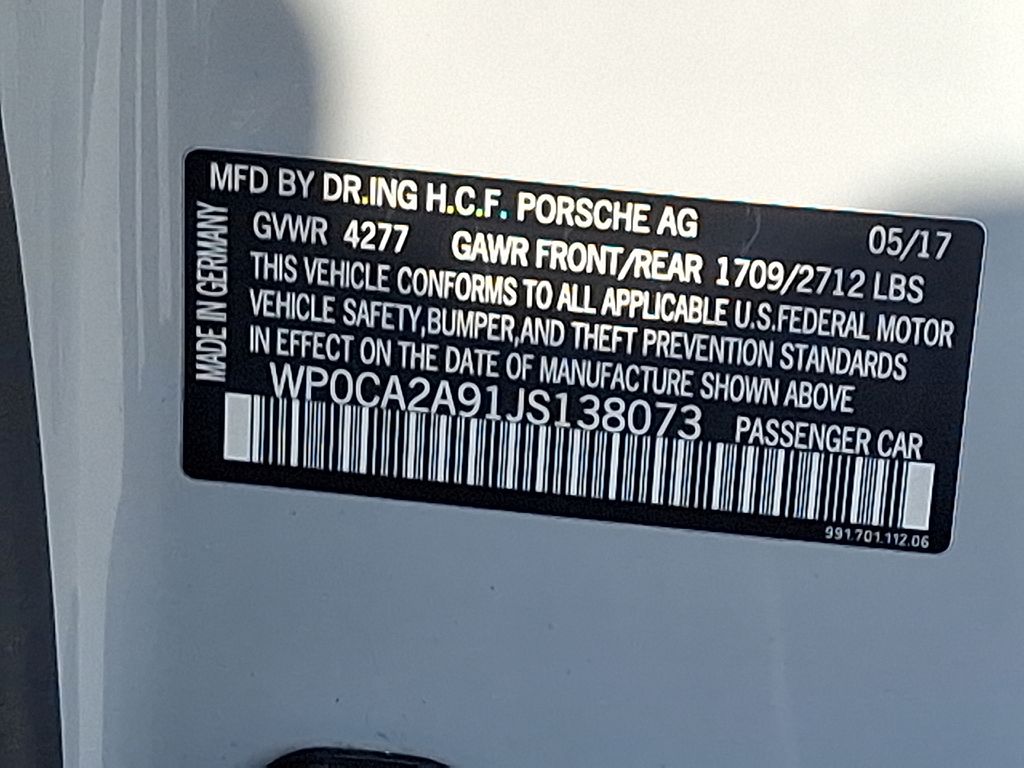 MFD BY DR.ING H.C.F. PORSCHE AG 05/17
GVWR 4277 GAWR FRONT/REAR 1709/2712 LBS
THIS VEHICLE CONFORMS TO ALL APPLICABLE U.S.FEDERAL MOTOR
VEHICLE SAFETY,BUMPER,AND THEFT PREVENTION STANDARDS
IN EFFECT ON THE DATE OF MANUFACTURE SHOWN ABOVE
WP0CA2A91JS138073 PASSENGER CAR
991.701.112.06
MADE IN GERMANY